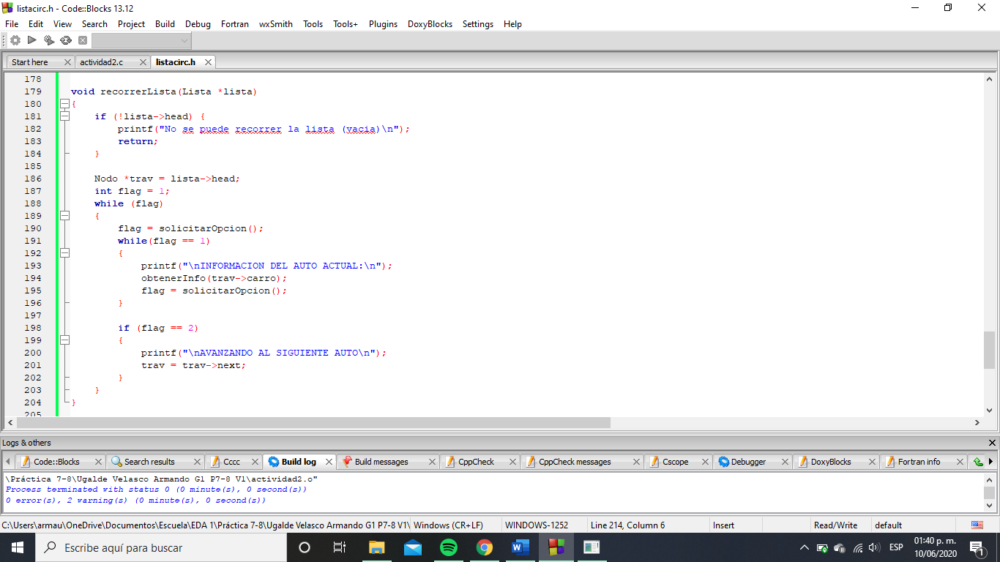 listacirc.h - Code::Blocks 13.12
File Edit View Search Project Build Debug Fortran wxSmith Tools Tools+ Plugins DoxyBlocks Settings Help
Start here actividad2.c listacirc.h
178
179 void recorrerLista(Lista *lista)
180 {
181 if (!lista->head) {
182 printf("No se puede recorrer la lista (vacia)\n");
183 return;
184 }
185
186 Nodo *trav = lista->head;
187 int flag = 1;
188 while (flag)
189 {
190 flag = solicitarOpcion();
191 while(flag == 1)
192 {
193 printf("\nINFORMACION DEL AUTO ACTUAL:\n");
194 obtenerInfo(trav->carro);
195 flag = solicitarOpcion();
196 }
197
198 if (flag == 2)
199 {
200 printf("\nAVANZANDO AL SIGUIENTE AUTO\n");
201 trav = trav->next;
202 }
203 }
204 }
205
Logs & others
Code::Blocks Search results Cccc Build log Build messages CppCheck CppCheck messages Cscope Debugger DoxyBlocks Fortran info
\Práctica 7-8\Ugalde Velasco Armando G1 P7-8 V1\actividad2.o"
Process terminated with status 0 (0 minute(s), 0 second(s))
0 error(s), 2 warning(s) (0 minute(s), 0 second(s))
C:\Users\armau\OneDrive\Documentos\Escuela\EDA 1\Práctica 7-8\Ugalde Velasco Armando G1 P7-8 V1\ Windows (CR+LF) WINDOWS-1252 Line 214, Column 6 Insert Read/Write default
Escribe aquí para buscar
ESP
01:40 p. m.
10/06/2020
1